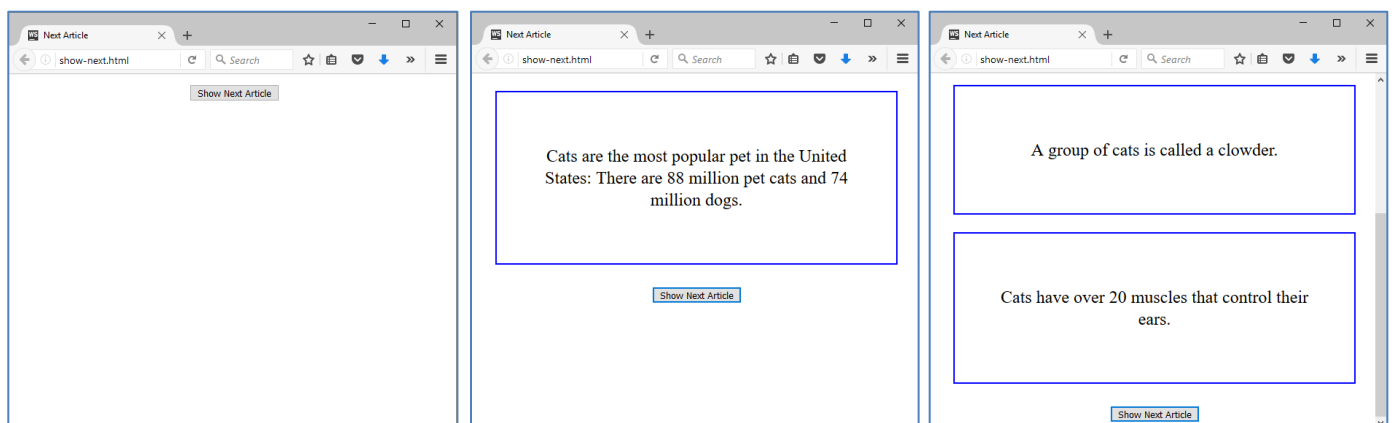 WS Next Article
show-next.html
Search
Show Next Article
WS Next Article
show-next.html
Search
Cats are the most popular pet in the United
States: There are 88 million pet cats and 74
million dogs.
Show Next Article
WS Next Article
show-next.html
Search
A group of cats is called a clowder.
Cats have over 20 muscles that control their
ears.
Show Next Article